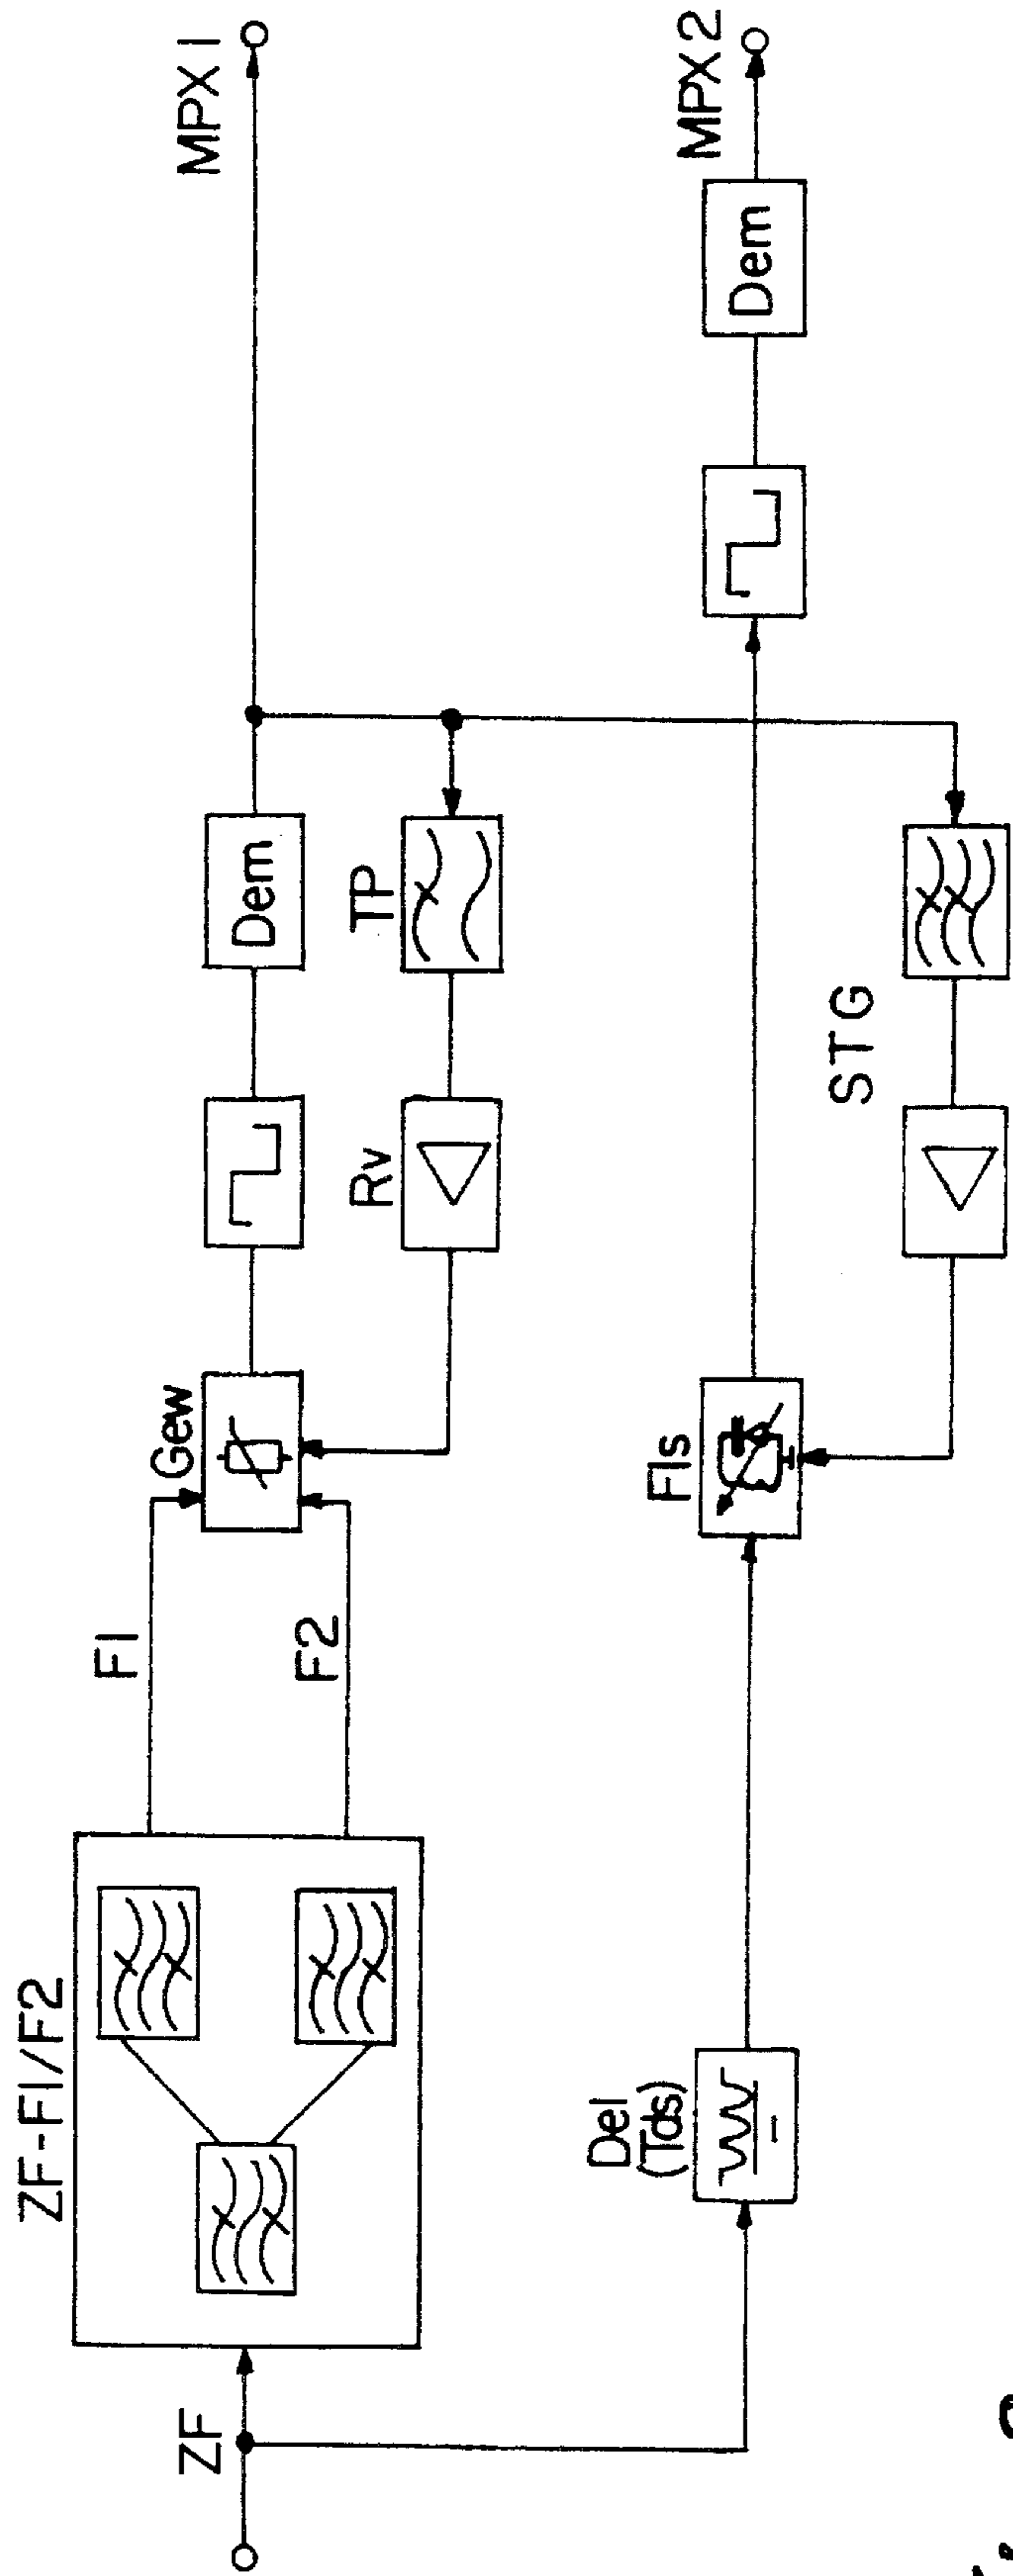 ZF
ZF-F1/F2
F1
F2
Gew
Dem
MPX 1
Rv
TP
Del
(Tds)
Fls
Dem
MPX 2
STG